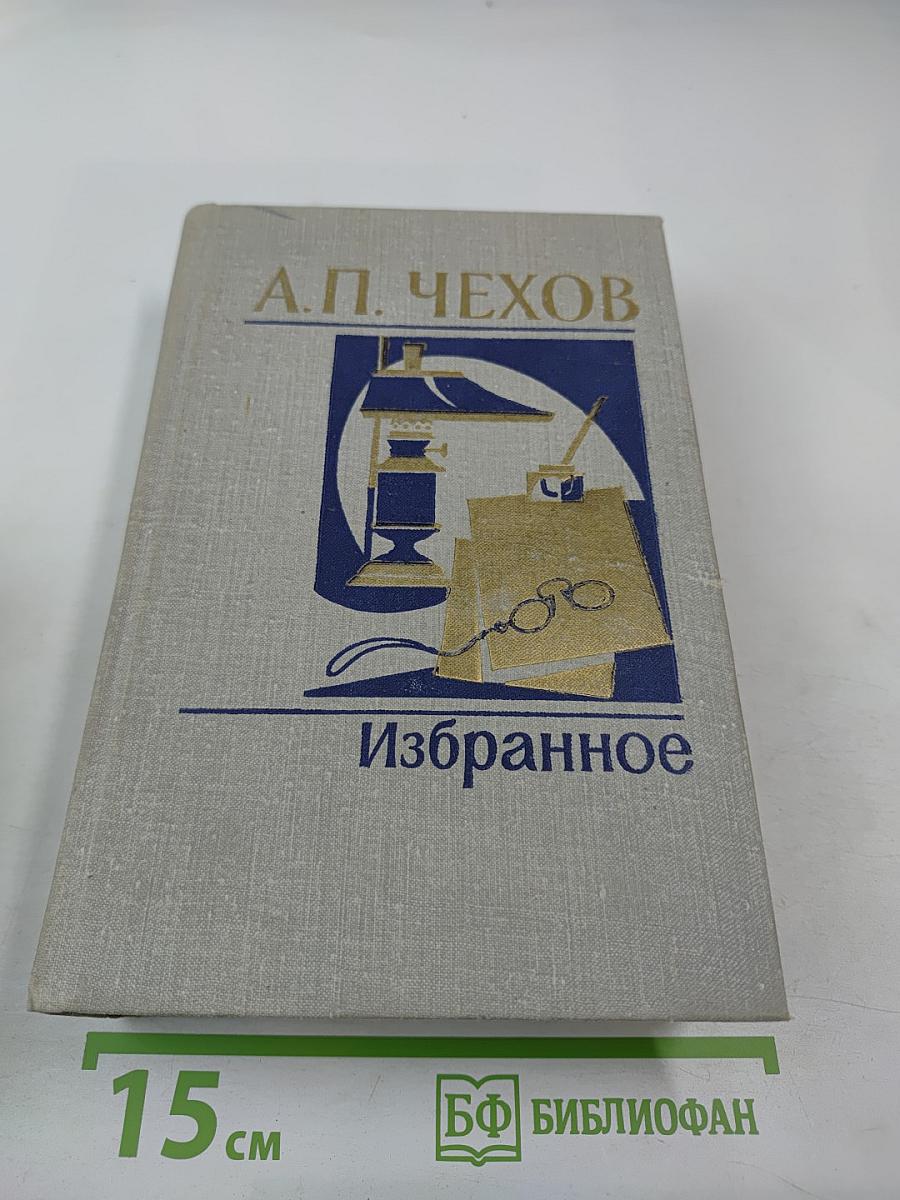 А.П. ЧЕХОВ
Избранное
15 см
БФ БИБЛИОФАН